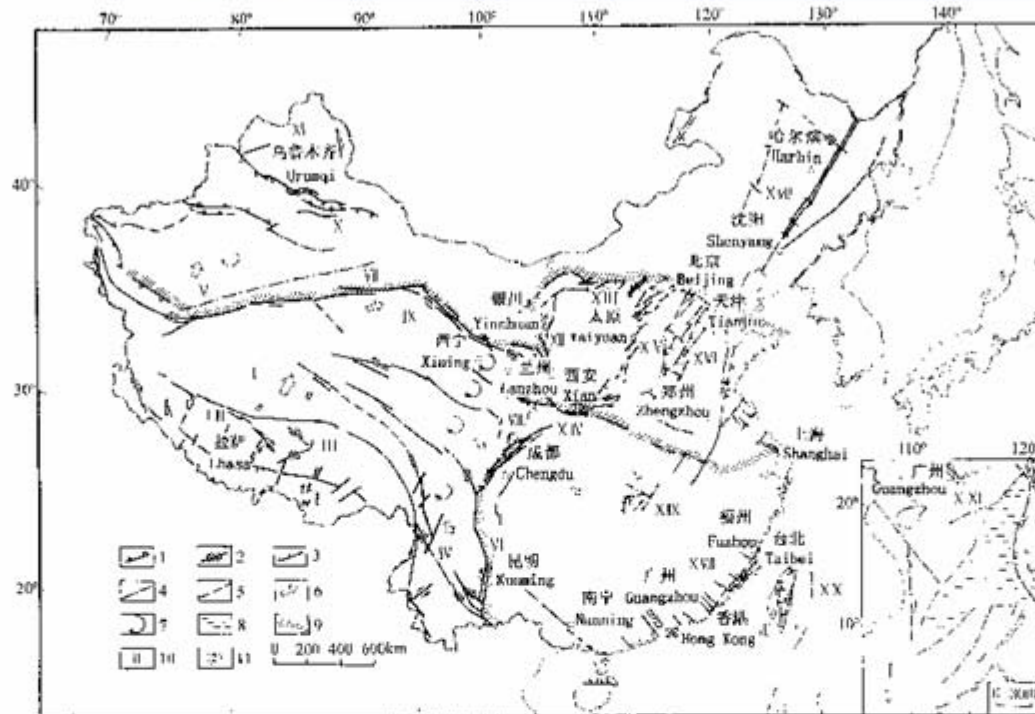 70°
80°
90°
100°
110°
120°
130°
140°
40°
30°
20°
XI
乌鲁木齐
Urumqi
X
V
VII
IX
I
II
III
拉萨
Lhasa
IV
VI
哈尔滨
Harbin
沈阳
Shenyang
北京
Beijing
天津
Tianjin
银川
Yinchuan
XIII
太原
Taiyuan
XII
西宁
Xining
兰州
Lanzhou
西安
Xian
XVI
郑州
Zhengzhou
XIV
成都
Chengdu
上海
Shanghai
XIX
福州
Fuzhou
台北
Taibei
XX
昆明
Kunming
广州
Guangzhou
南宁
Nanning
香港
Hong Kong
110°
120
广州
Guangzhou
XXI
20°
10°
1
2
3
4
5
6
7
8
9
10
11
0 200 400 600km